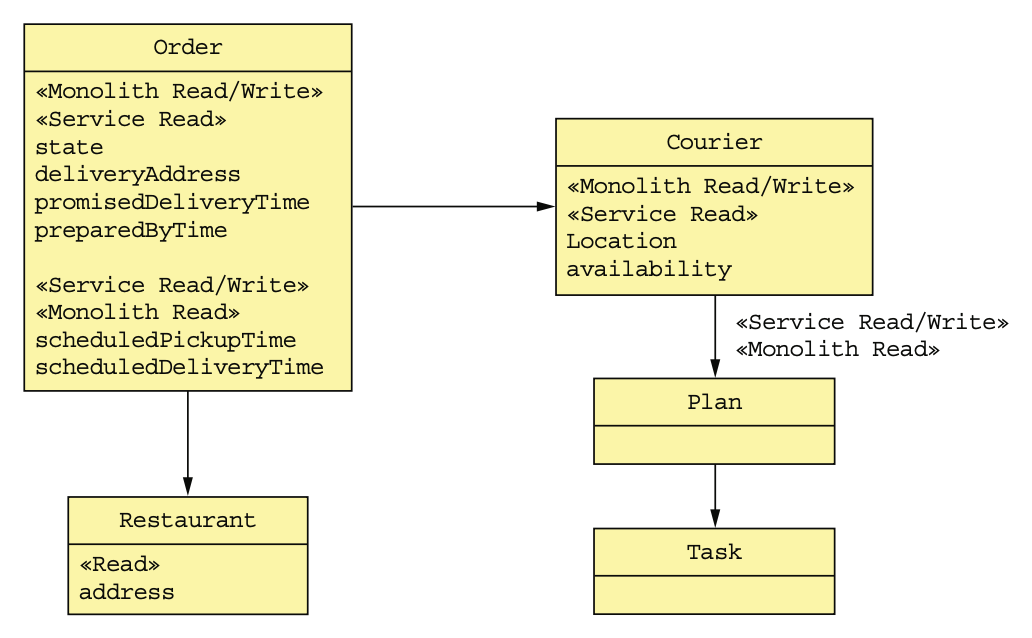 Order
«Monolith Read/Write»
«Service Read»
state
deliveryAddress
promisedDeliveryTime
preparedByTime
«Service Read/Write»
«Monolith Read»
scheduledPickupTime
scheduledDeliveryTime
Courier
«Monolith Read/Write»
«Service Read»
Location
availability
«Service Read/Write»
«Monolith Read»
Plan
Restaurant
«Read»
address
Task